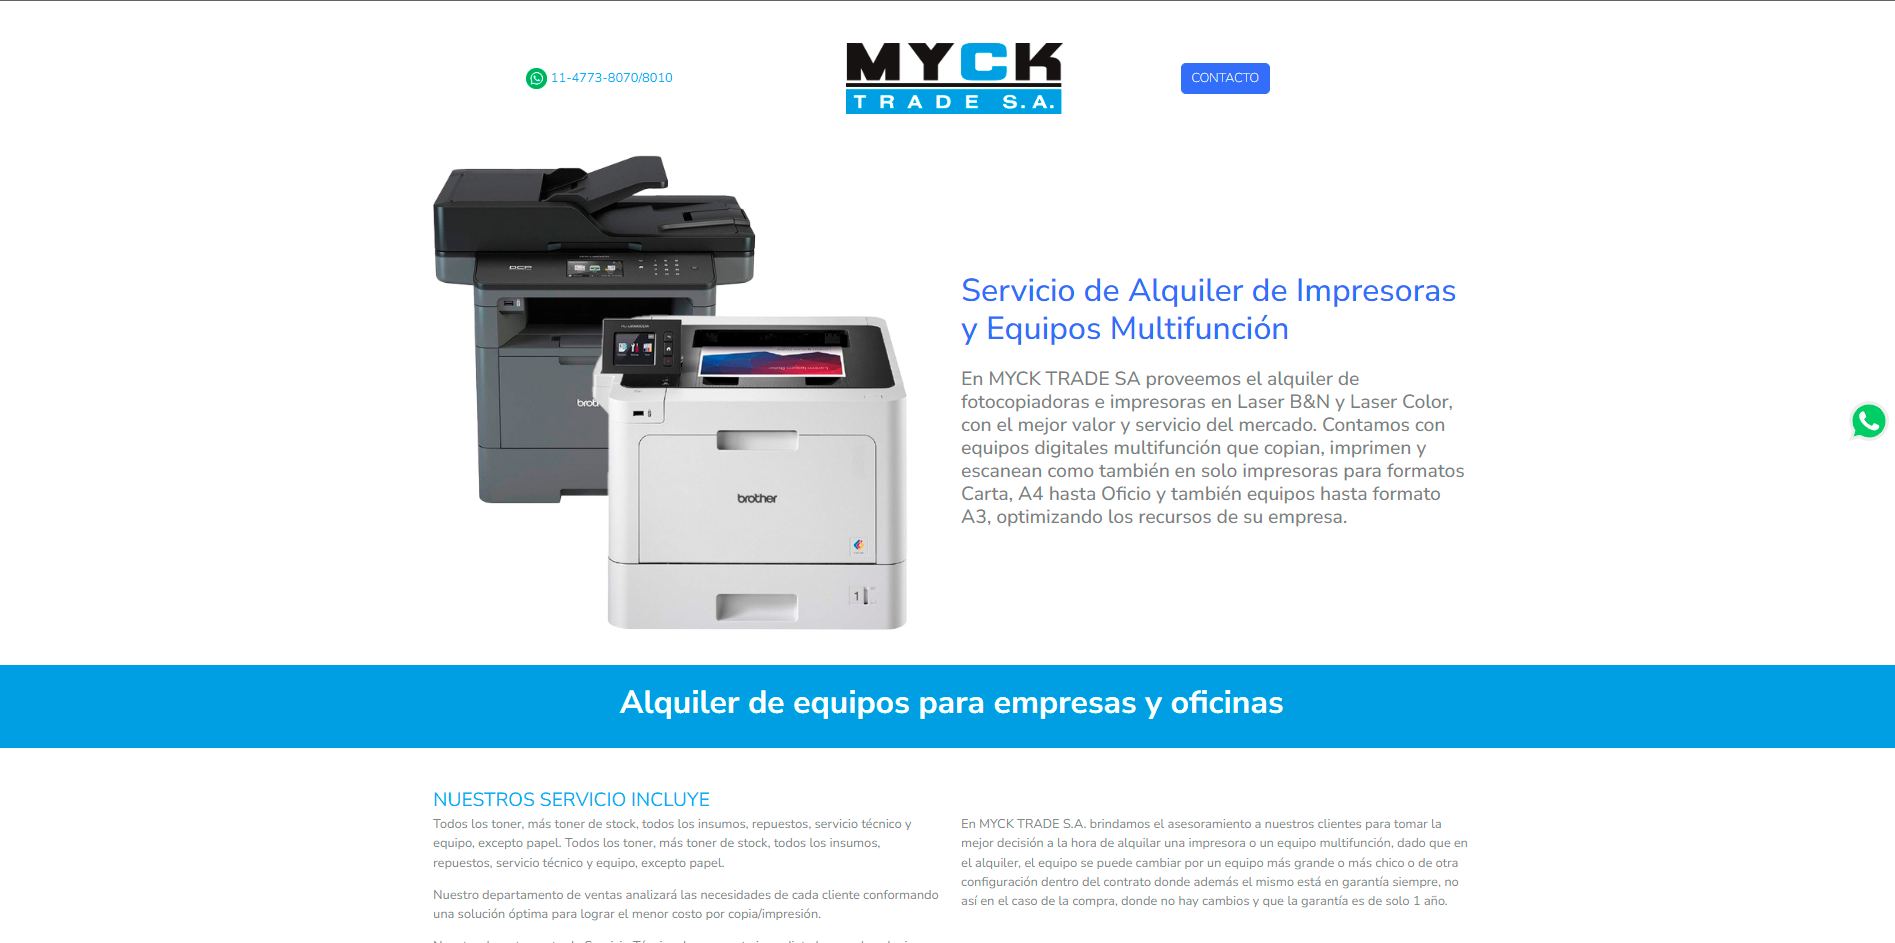 11-4773-8070/8010
MYCK
TRADE S.A.
CONTACTO
DCP
brother
1
Servicio de Alquiler de Impresoras
y Equipos Multifunción
En MYCK TRADE SA proveemos el alquiler de
fotocopiadoras e impresoras en Laser B&N y Laser Color,
con el mejor valor y servicio del mercado. Contamos con
equipos digitales multifunción que copian, imprimen y
escanean como también en solo impresoras para formatos
Carta, A4 hasta Oficio y también equipos hasta formato
A3, optimizando los recursos de su empresa.
Alquiler de equipos para empresas y oficinas
NUESTROS SERVICIO INCLUYE
Todos los toner, más toner de stock, todos los insumos, repuestos, servicio técnico y
equipo, excepto papel. Todos los toner, más toner de stock, todos los insumos,
repuestos, servicio técnico y equipo, excepto papel.
Nuestro departamento de ventas analizará las necesidades de cada cliente conformando
una solución óptima para lograr el menor costo por copia/impresión.
En MYCK TRADE S.A. brindamos el asesoramiento a nuestros clientes para tomar la
mejor decisión a la hora de alquilar una impresora o un equipo multifunción, dado que en
el alquiler, el equipo se puede cambiar por un equipo más grande o más chico o de otra
configuración dentro del contrato donde además el mismo está en garantía siempre, no
así en el caso de la compra, donde no hay cambios y que la garantía es de solo 1 año.